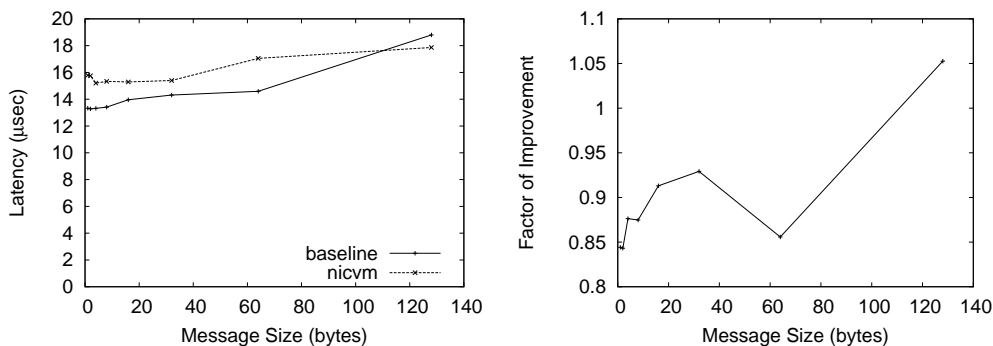 20
18
16
14
12
10
8
6
4
2
0
Latency (μsec)
baseline
nicvm
0 20 40 60 80 100 120 140
Message Size (bytes)
1.1
1.05
1
0.95
0.9
0.85
0.8
Factor of Improvement
0 20 40 60 80 100 120 140
Message Size (bytes)